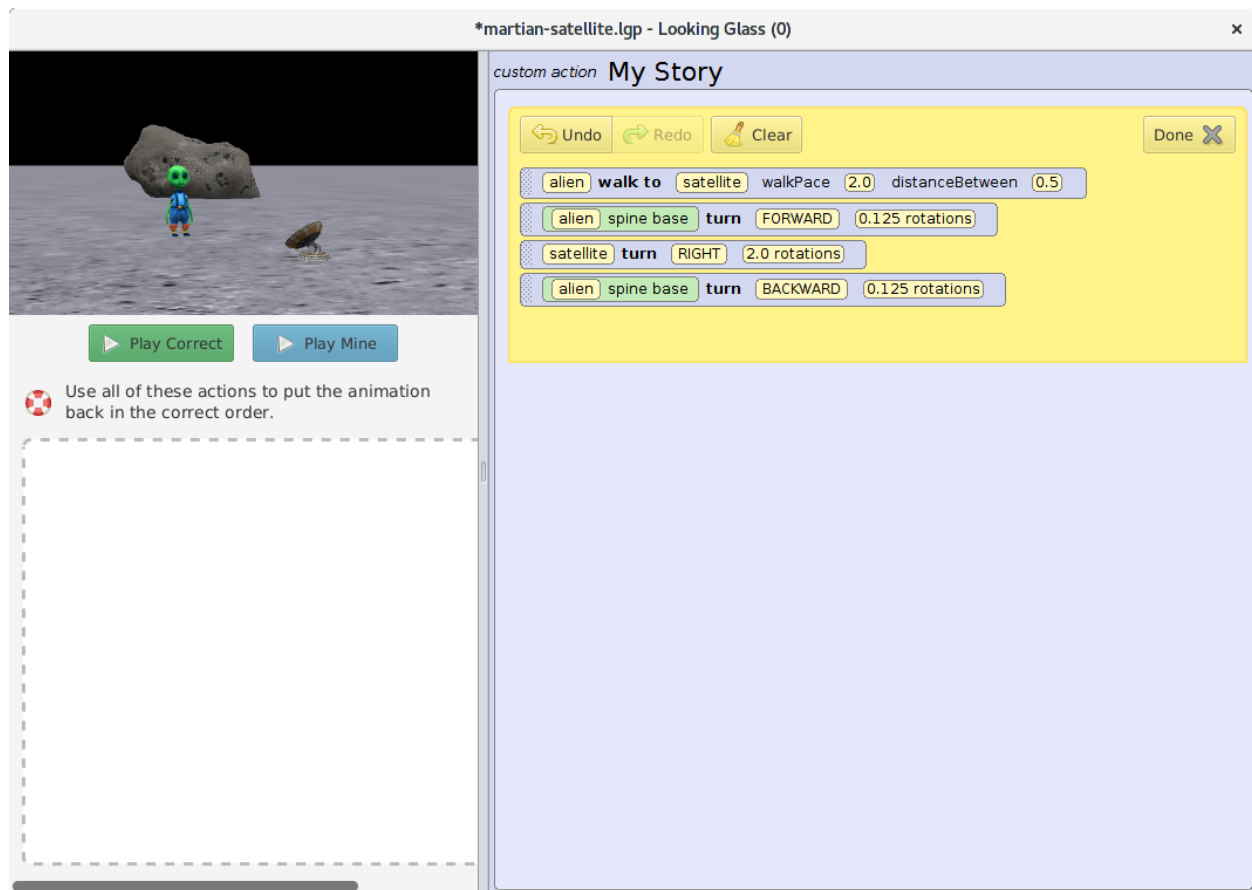 *martian-satellite.lgp - Looking Glass (0)
custom action My Story
Undo Redo Clear Done
alien walk to satellite walkPace 2.0 distanceBetween 0.5
alien spine base turn FORWARD 0.125 rotations
satellite turn RIGHT 2.0 rotations
alien spine base turn BACKWARD 0.125 rotations
Play Correct Play Mine
Use all of these actions to put the animation
back in the correct order.